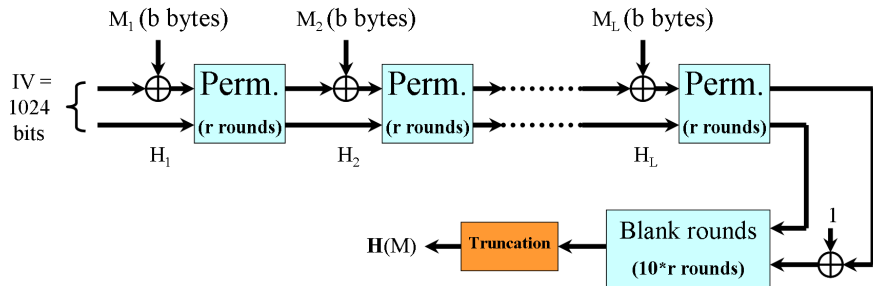 M1 (b bytes) M2 (b bytes) ML (b bytes)
IV =
1024
bits
Perm. Perm. Perm.
(r rounds) (r rounds) (r rounds)
H1 H2 HL
1
Blank rounds
(10*r rounds)
Truncation
H(M)